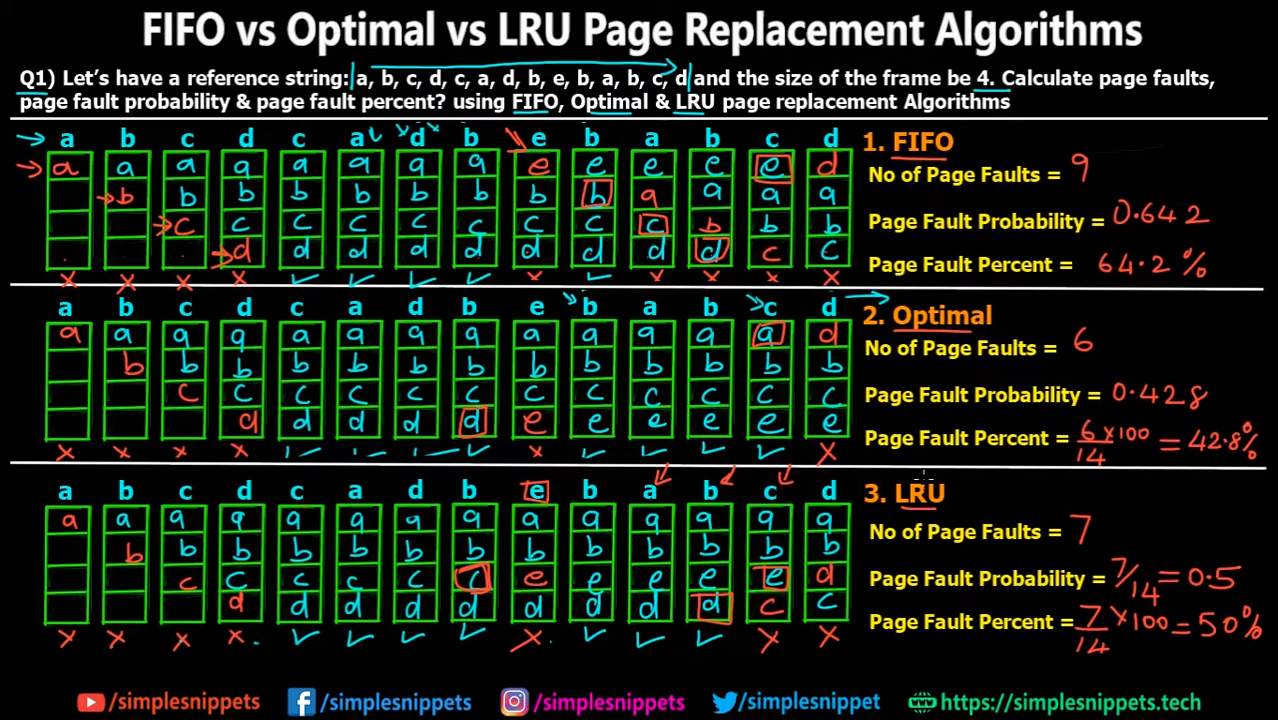 FIFO vs Optimal vs LRU Page Replacement Algorithms
Q1) Let's have a reference string: a, b, c, d, c, a, d, b, e, b, a, b, c, d and the size of the frame be 4. Calculate page faults,
page fault probability & page fault percent? using FIFO, Optimal & LRU page replacement Algorithms
a b c d c a d b e b a b c d
a a a a a a a a e e e e e d
b b b b b b b b b a a a a
c c c c c c c c c b b b
d d d d d d d d d c c
1. FIFO
No of Page Faults = 9
Page Fault Probability = 0.642
Page Fault Percent = 64.2%
a b c d c a d b e b a b c d
a a a a a a a a a a a a a d
b b b b b b b b b b b b b
c c c c c c c c c c c c
d d d d d e e e e e e
2. Optimal
No of Page Faults = 6
Page Fault Probability = 0.428
Page Fault Percent = 6/14 ×100 = 42.8%
a b c d c a d b e b a b c d
a a a a a a a a a a a a a a
b b b b b b b b b b b b b
c c c c c c e e e e e d
d d d d d d d d d c c
3. LRU
No of Page Faults = 7
Page Fault Probability = 7/14 = 0.5
Page Fault Percent = 7/14 ×100 = 50%
/simplesnippets /simplesnippets /simplesnippets /simplesnippet https://simplesnippets.tech